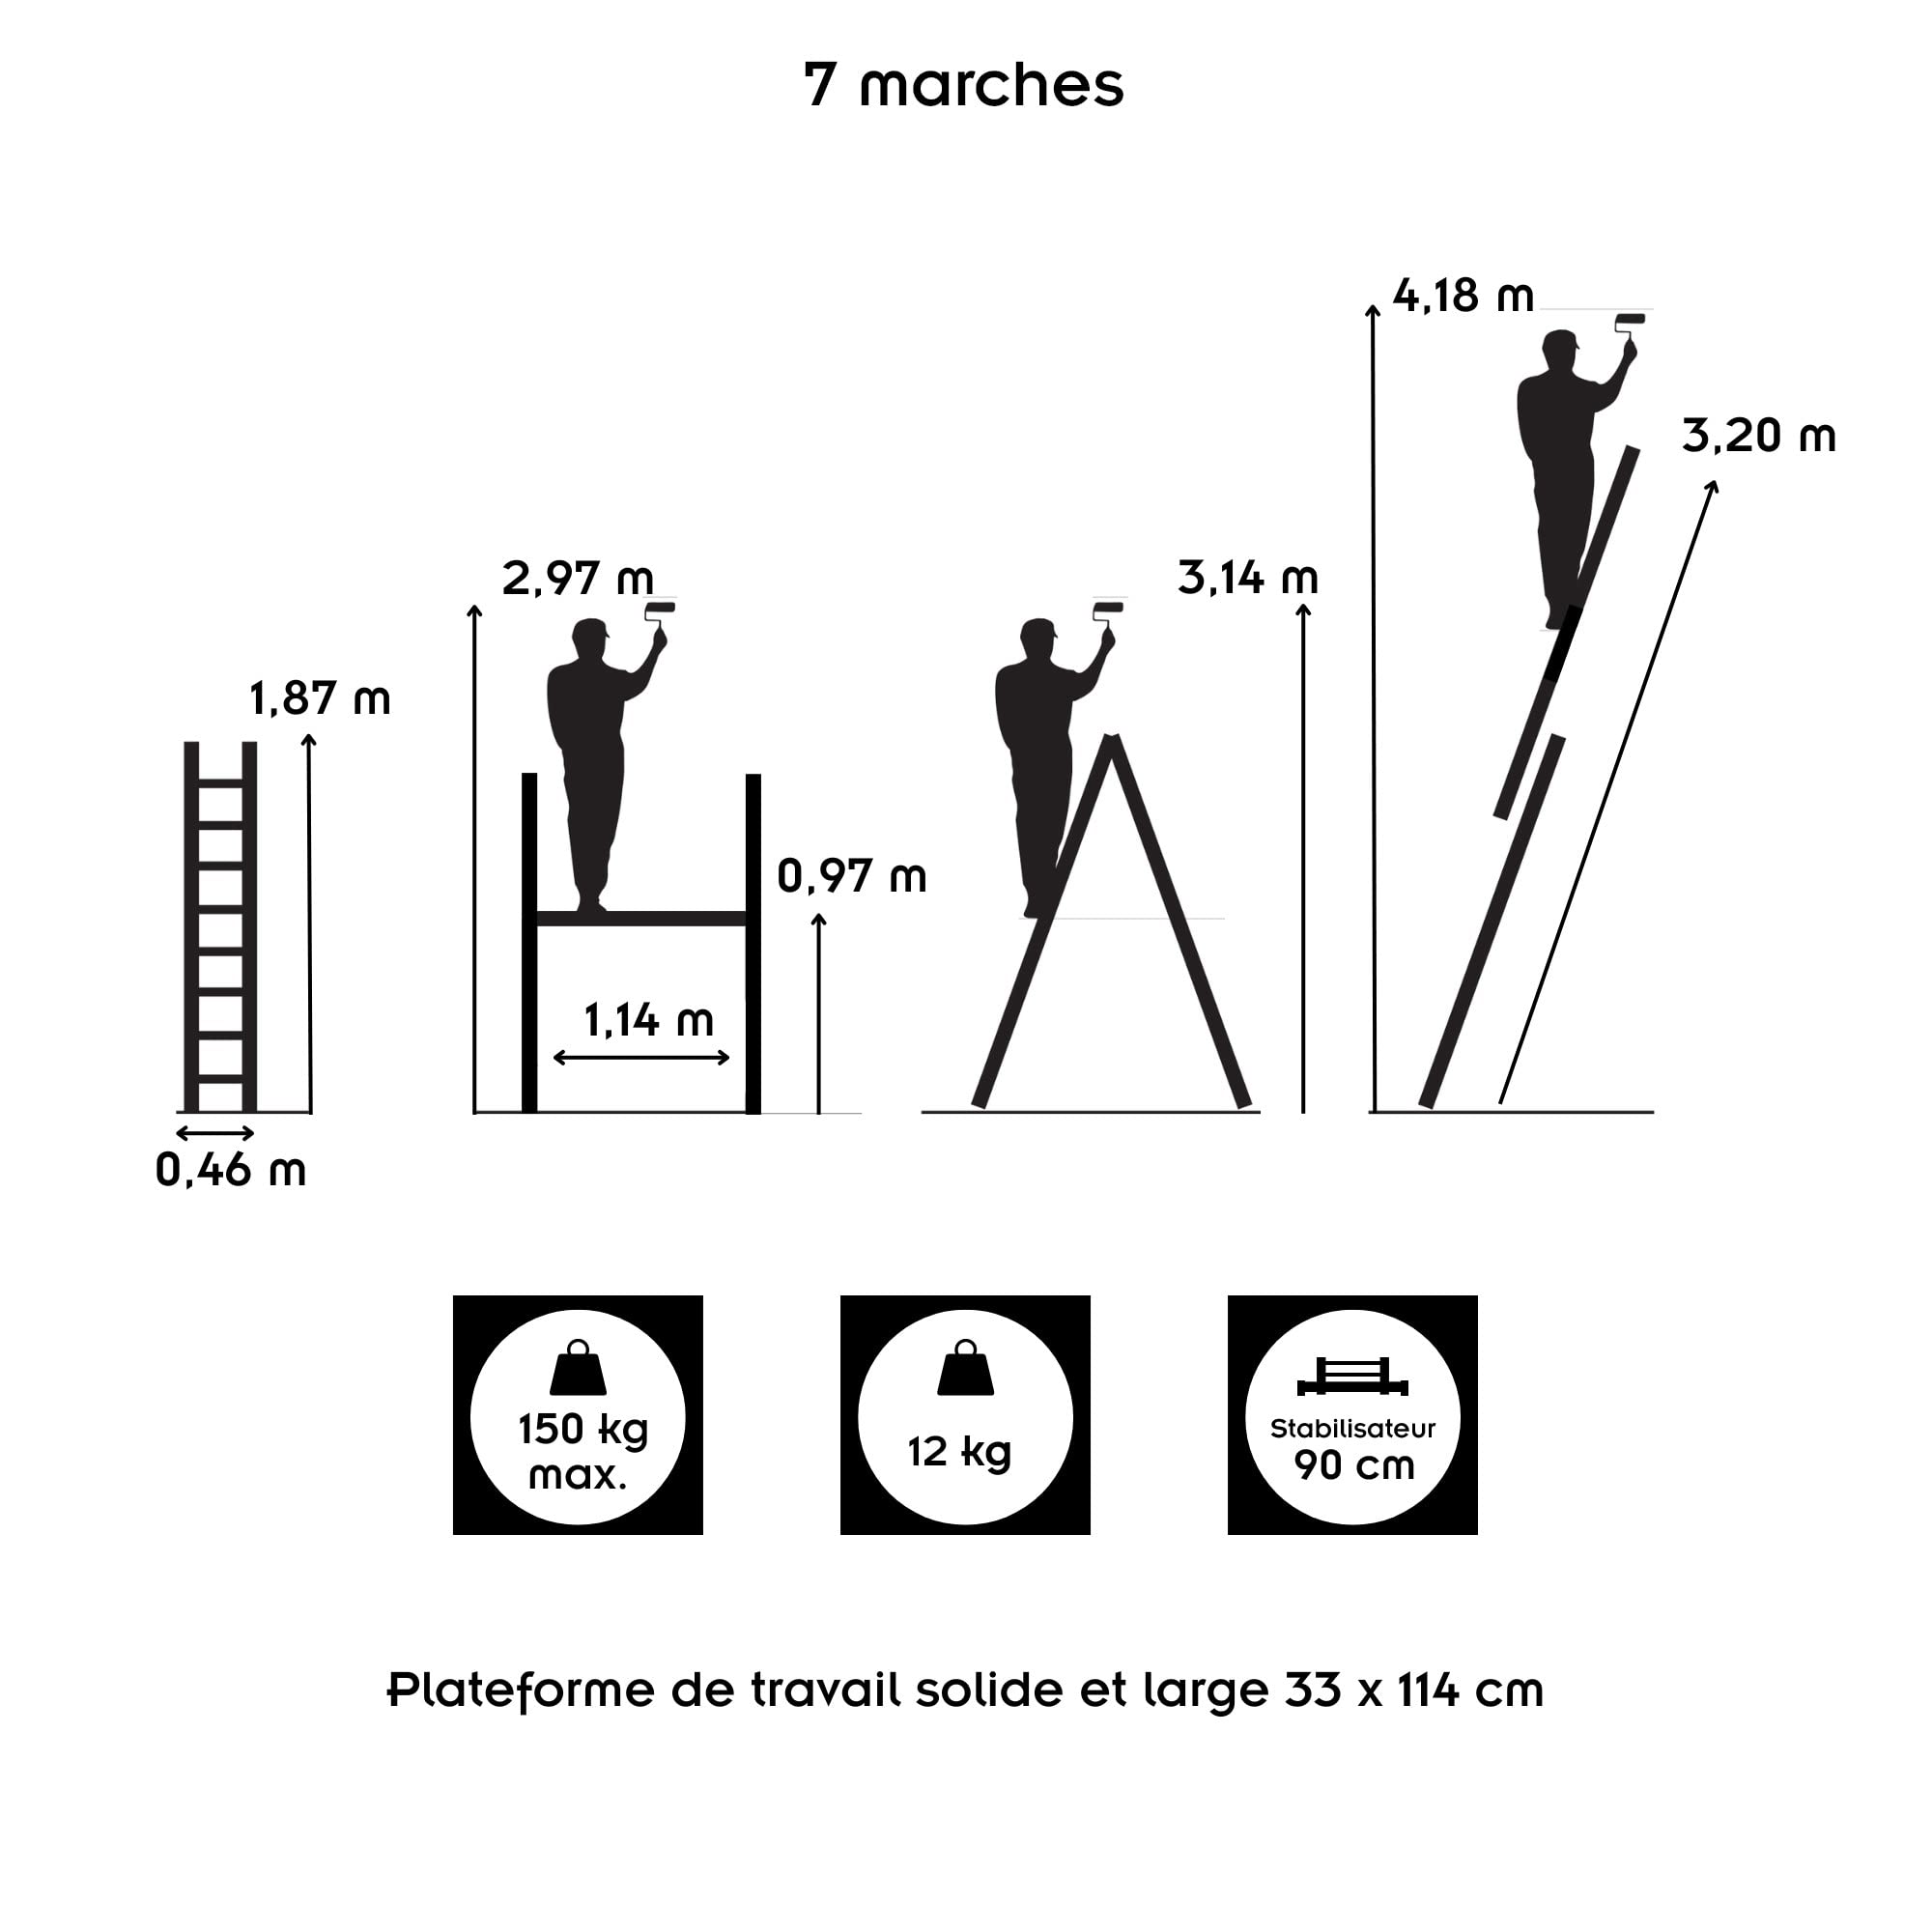 7 marches
4,18 m
3,20 m
2,97 m
3,14 m
1,87 m
0,97 m
1,14 m
0,46 m
150 kg
max.
12 kg
Stabilisateur
90 cm
Plateforme de travail solide et large 33 x 114 cm